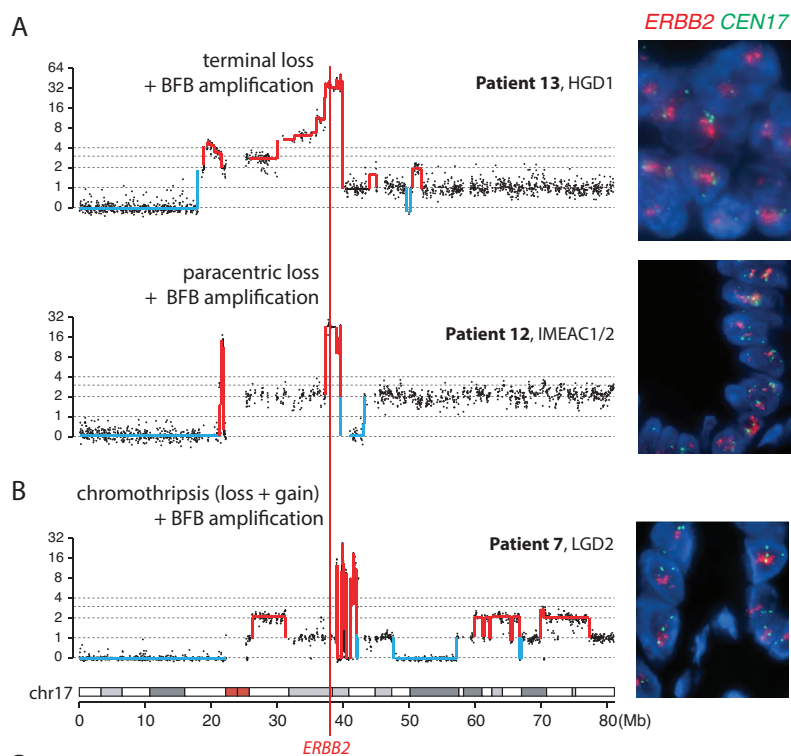 A
ERBB2 CEN17
terminal loss
+ BFB amplification
Patient 13, HGD1
64
32
16
8
4
2
1
0
paracentric loss
+ BFB amplification
Patient 12, IMEAC1/2
32
16
8
4
2
1
0
B
chromothripsis (loss + gain)
+ BFB amplification
Patient 7, LGD2
32
16
8
4
2
1
0
chr17
0 10 20 30 40 50 60 70 80 (Mb)
ERBB2